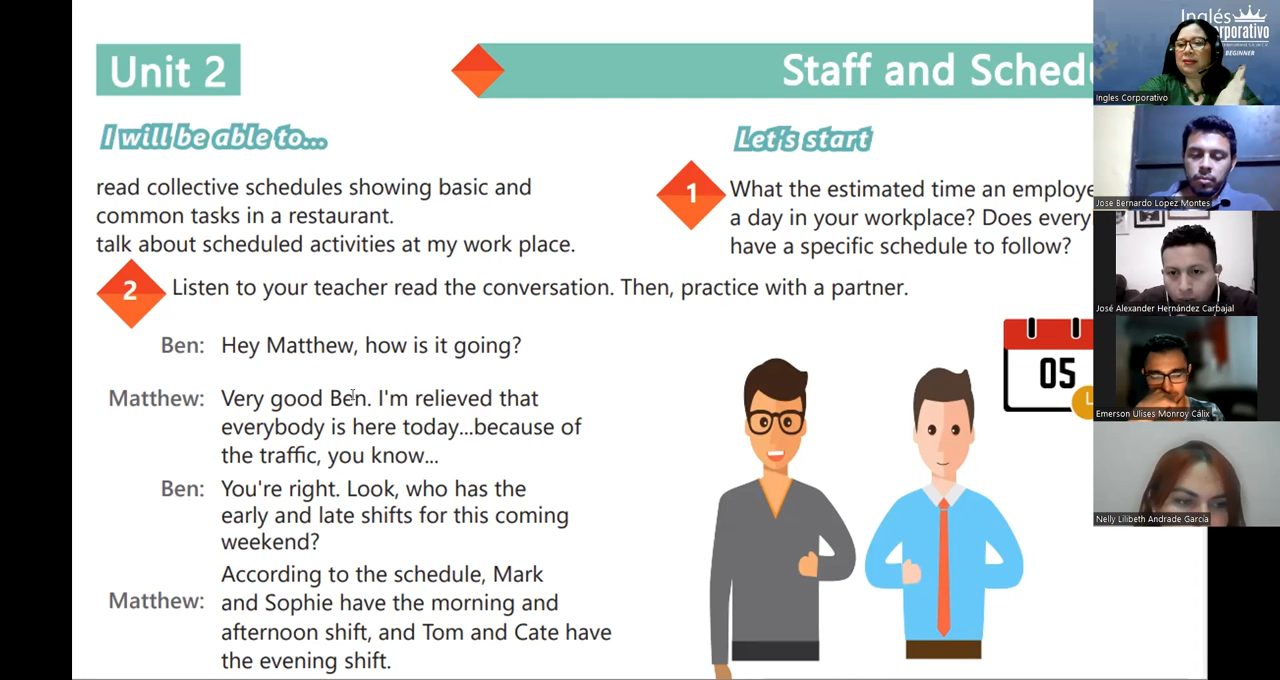 Unit 2
Staff and Schedu
I will be able to...
read collective schedules showing basic and
common tasks in a restaurant.
talk about scheduled activities at my work place.
Let's start
1
What the estimated time an employe
a day in your workplace? Does every
have a specific schedule to follow?
2
Listen to your teacher read the conversation. Then, practice with a partner.
Ben: Hey Matthew, how is it going?
Matthew: Very good Ben. I'm relieved that
everybody is here today...because of
the traffic, you know...
Ben: You're right. Look, who has the
early and late shifts for this coming
weekend?
According to the schedule, Mark
Matthew: and Sophie have the morning and
afternoon shift, and Tom and Cate have
the evening shift.
05
Inglés
orporativo
BEGINNER
Ingles Corporativo
Jose Bernardo Lopez Montes
José Alexander Hernández Carbajal
Emerson Ulises Monroy Cálix
Nelly Lilibeth Andrade García